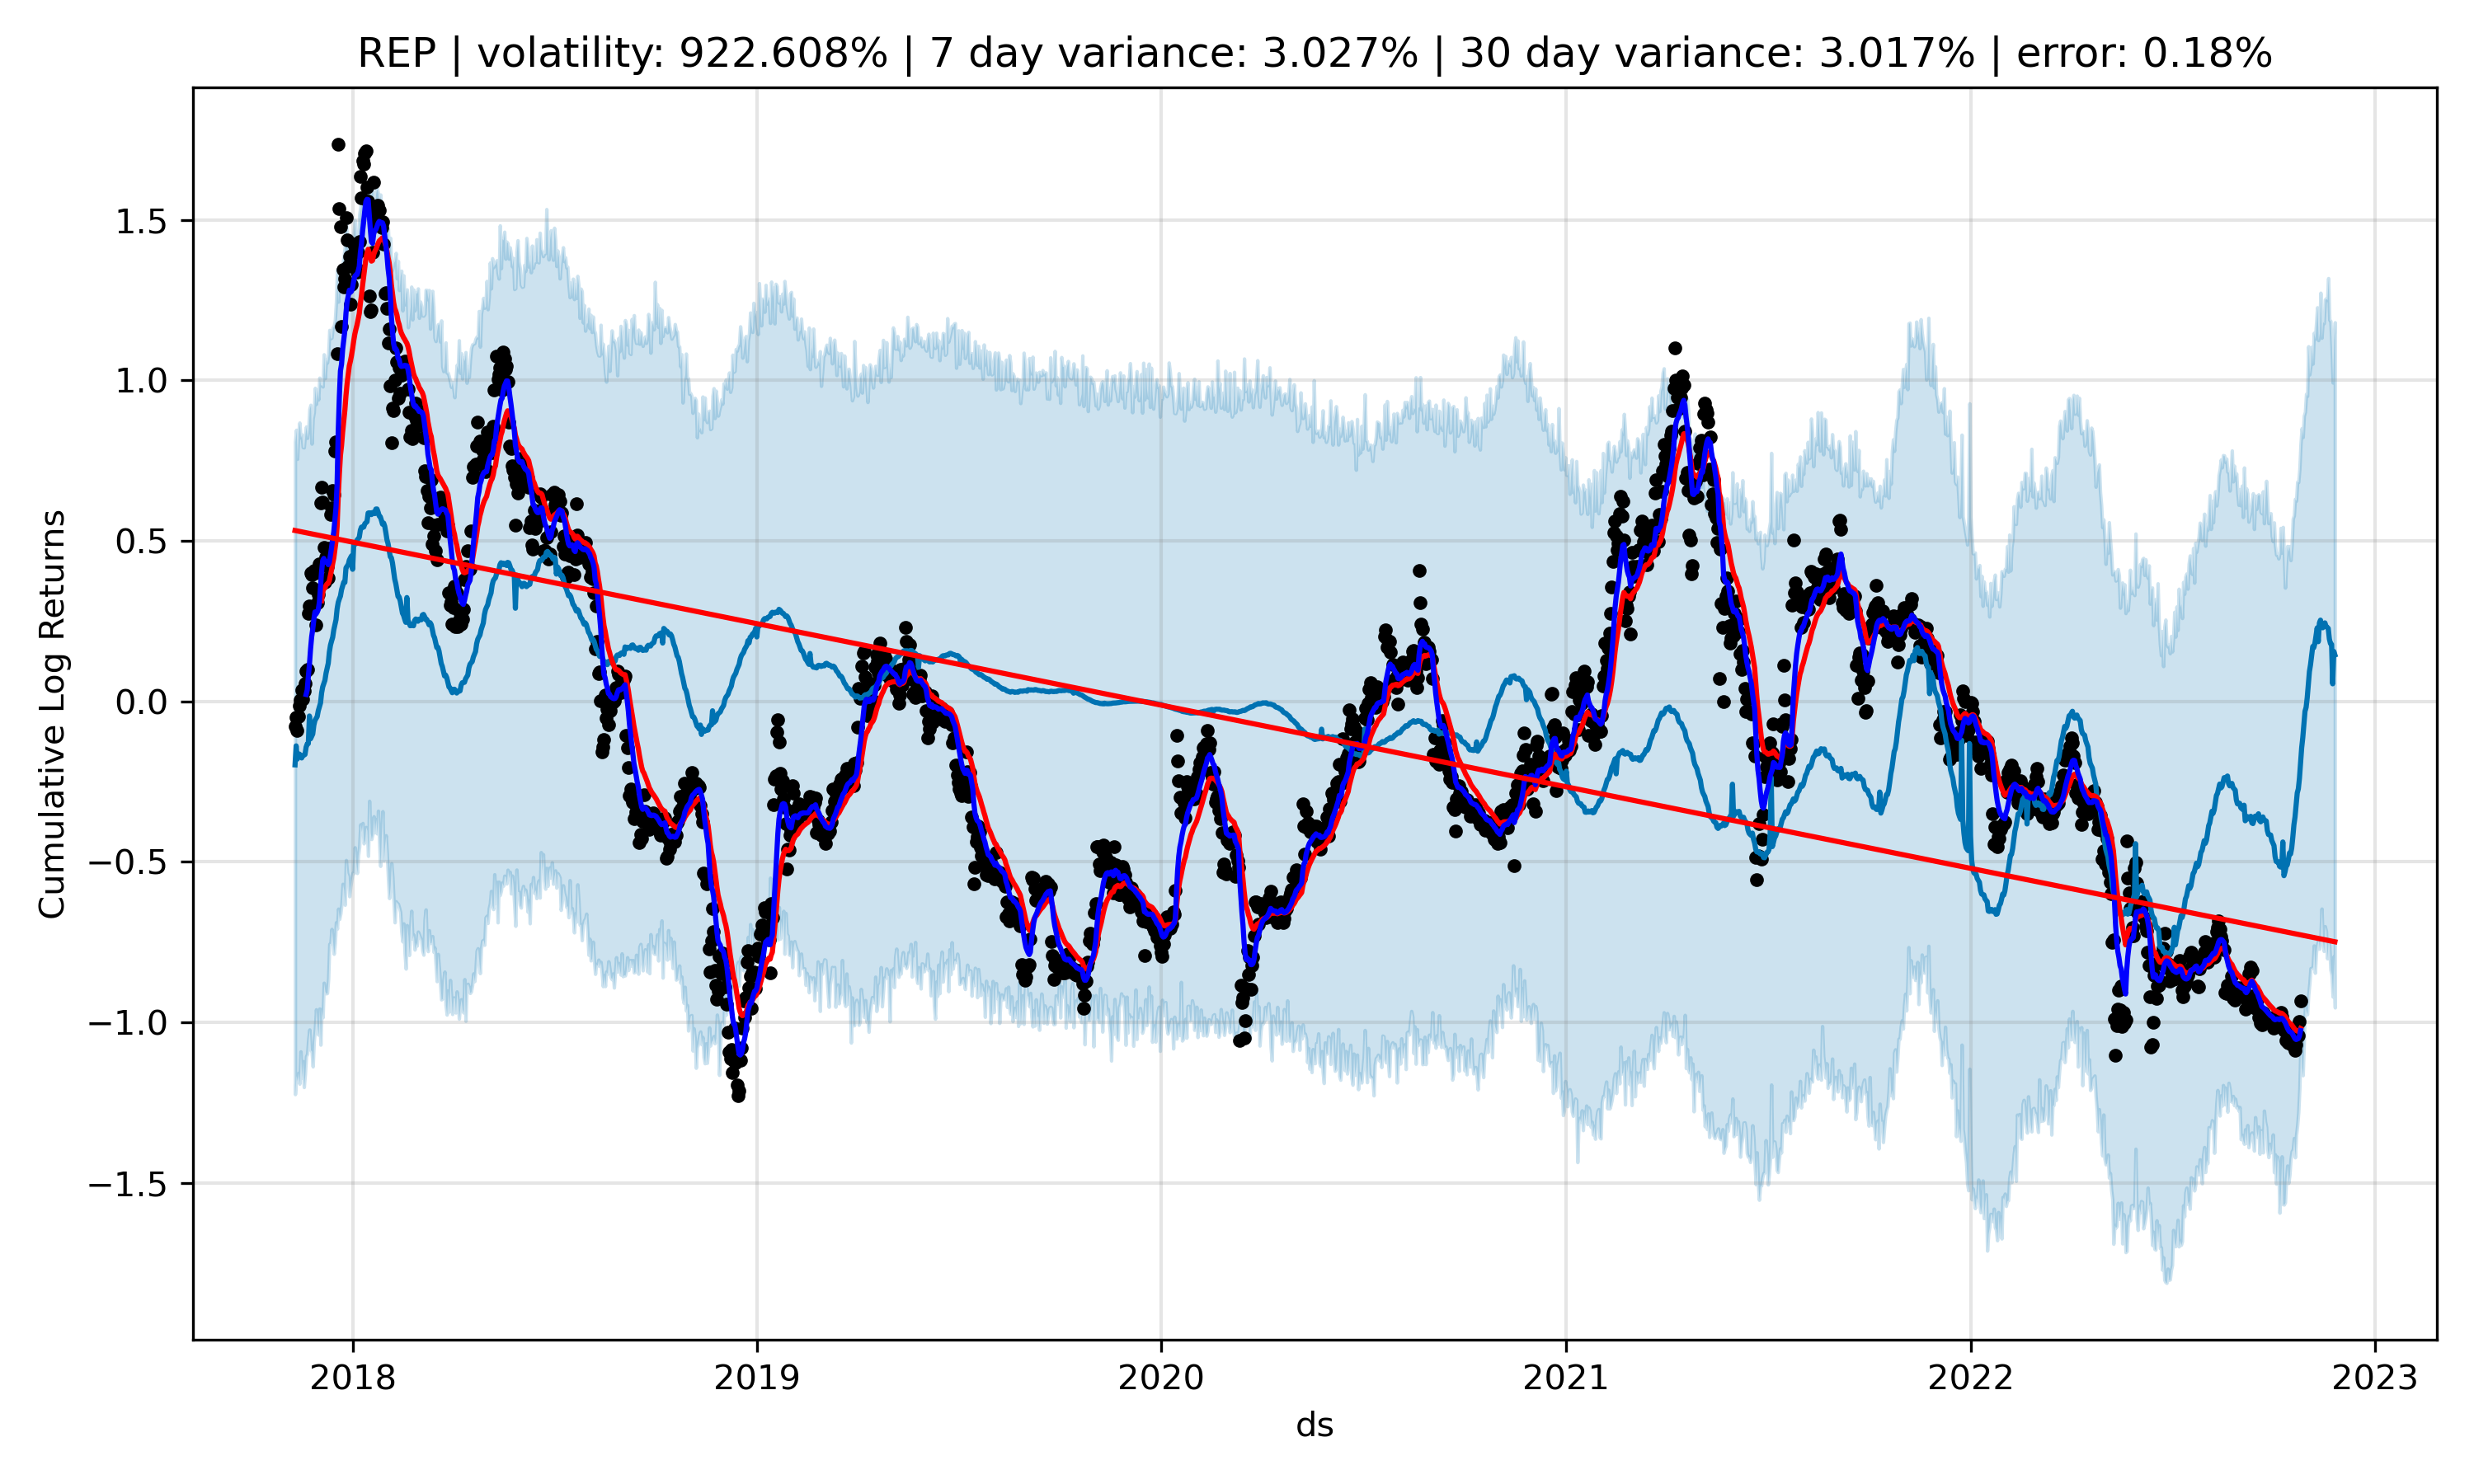 REP | volatility: 922.608% | 7 day variance: 3.027% | 30 day variance: 3.017% | error: 0.18%
Cumulative Log Returns
1.5
1.0
0.5
0.0
−0.5
−1.0
−1.5
2018 2019 2020 2021 2022 2023
ds